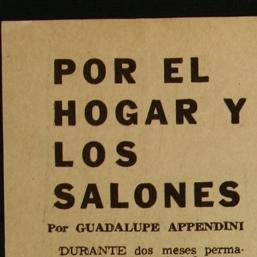 POR EL
HOGAR Y
LOS
SALONES
Por GUADALUPE APPENDINI
DURANTE dos meses perma-